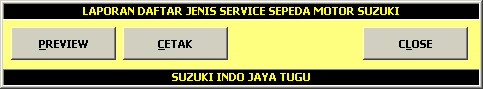 LAPORAN DAFTAR JENIS SERVICE SEPEDA MOTOR SUZUKI
PREVIEW CETAK CLOSE
SUZUKI INDO JAYA TUGU